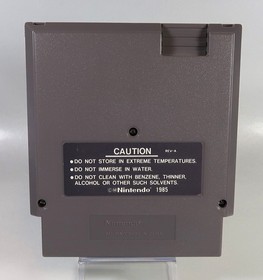 CAUTION
REV-A
• DO NOT STORE IN EXTREME TEMPERATURES.
• DO NOT IMMERSE IN WATER.
• DO NOT CLEAN WITH BENZENE, THINNER,
ALCOHOL OR OTHER SUCH SOLVENTS.
©®Nintendo® 1985